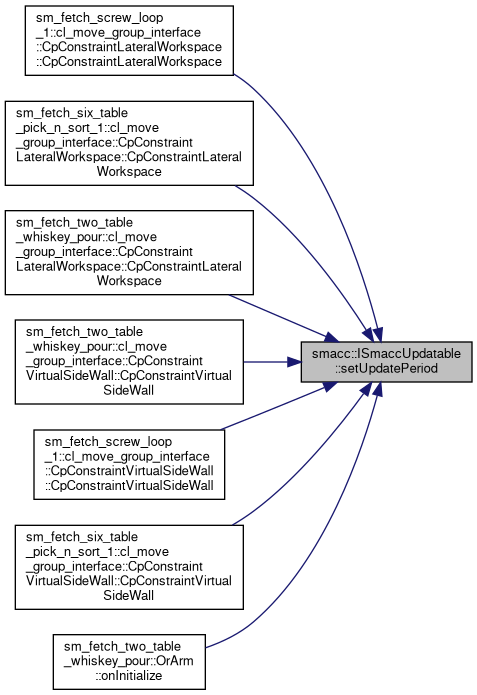 sm_fetch_screw_loop
_1::cl_move_group_interface
::CpConstraintLateralWorkspace
::CpConstraintLateralWorkspace
sm_fetch_six_table
_pick_n_sort_1::cl_move
_group_interface::CpConstraint
LateralWorkspace::CpConstraintLateral
Workspace
sm_fetch_two_table
_whiskey_pour::cl_move
_group_interface::CpConstraint
LateralWorkspace::CpConstraintLateral
Workspace
sm_fetch_two_table
_whiskey_pour::cl_move
_group_interface::CpConstraint
VirtualSideWall::CpConstraintVirtual
SideWall
smacc::ISmaccUpdatable
::setUpdatePeriod
sm_fetch_screw_loop
_1::cl_move_group_interface
::CpConstraintVirtualSideWall
::CpConstraintVirtualSideWall
sm_fetch_six_table
_pick_n_sort_1::cl_move
_group_interface::CpConstraint
VirtualSideWall::CpConstraintVirtual
SideWall
sm_fetch_two_table
_whiskey_pour::OrArm
::onInitialize